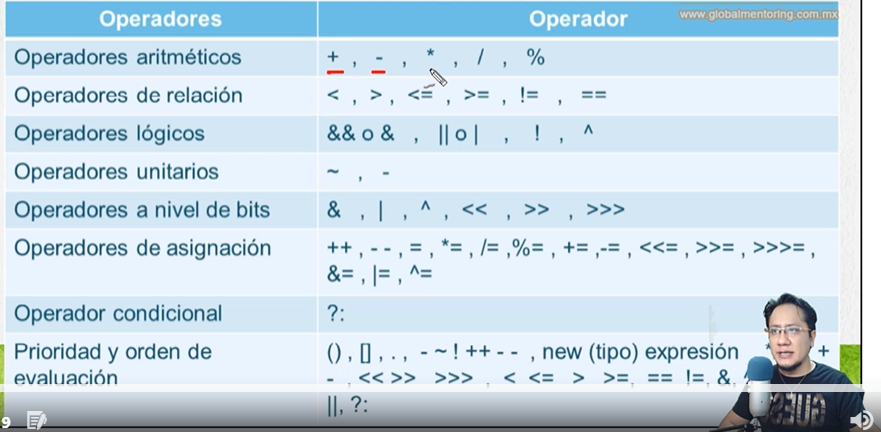 Operadores Operador www.globalmentoring.com.mx
Operadores aritméticos + , - , * , / , %
Operadores de relación < , > , <= , >= , != , ==
Operadores lógicos && o & , || o | , ! , ^
Operadores unitarios ~ , -
Operadores a nivel de bits & , | , ^ , << , >> , >>>
Operadores de asignación ++ , - - , = , *= , /= ,%= , += ,-= , <<= , >>= , >>>= ,
&= , |= , ^=
Operador condicional ?:
Prioridad y orden de () , [] , . , - ~ ! ++ - - , new (tipo) expresión * +
evaluación - , << >> >>> , < <= > >=, == !=, &,
||, ?:
9